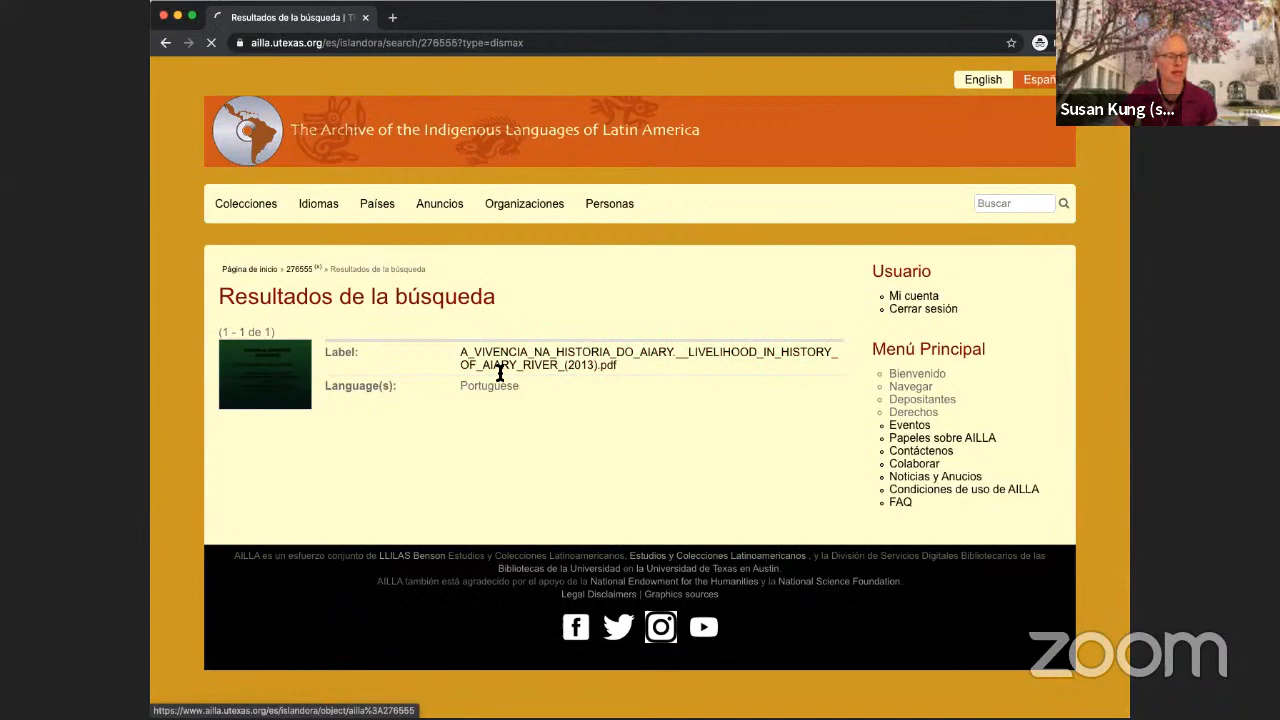 Resultados de la búsqueda | T
ailla.utexas.org/es/islandora/search/276555?type=dismax
English
Españ
Susan Kung (s...
The Archive of the Indigenous Languages of Latin America
Colecciones Idiomas Países Anuncios Organizaciones Personas
Buscar
Página de inicio » 276555 (x) » Resultados de la búsqueda
Resultados de la búsqueda
(1 - 1 de 1)
Label: A_VIVENCIA_NA_HISTORIA_DO_AIARY.__LIVELIHOOD_IN_HISTORY_
OF_AIARY_RIVER_(2013).pdf
Language(s): Portuguese
Usuario
Mi cuenta
Cerrar sesión
Menú Principal
Bienvenido
Navegar
Depositantes
Derechos
Eventos
Papeles sobre AILLA
Contáctenos
Colaborar
Noticias y Anucios
Condiciones de uso de AILLA
FAQ
AILLA es un esfuerzo conjunto de LLILAS Benson Estudios y Colecciones Latinoamericanos, Estudios y Colecciones Latinoamericanos , y la División de Servicios Digitales Bibliotecarios de las
Bibliotecas de la Universidad en la Universidad de Texas en Austin.
AILLA también está agradecido por el apoyo de la National Endowment for the Humanities y la National Science Foundation.
Legal Disclaimers | Graphics sources
zoom
https://www.ailla.utexas.org/es/islandora/object/ailla%3A276555